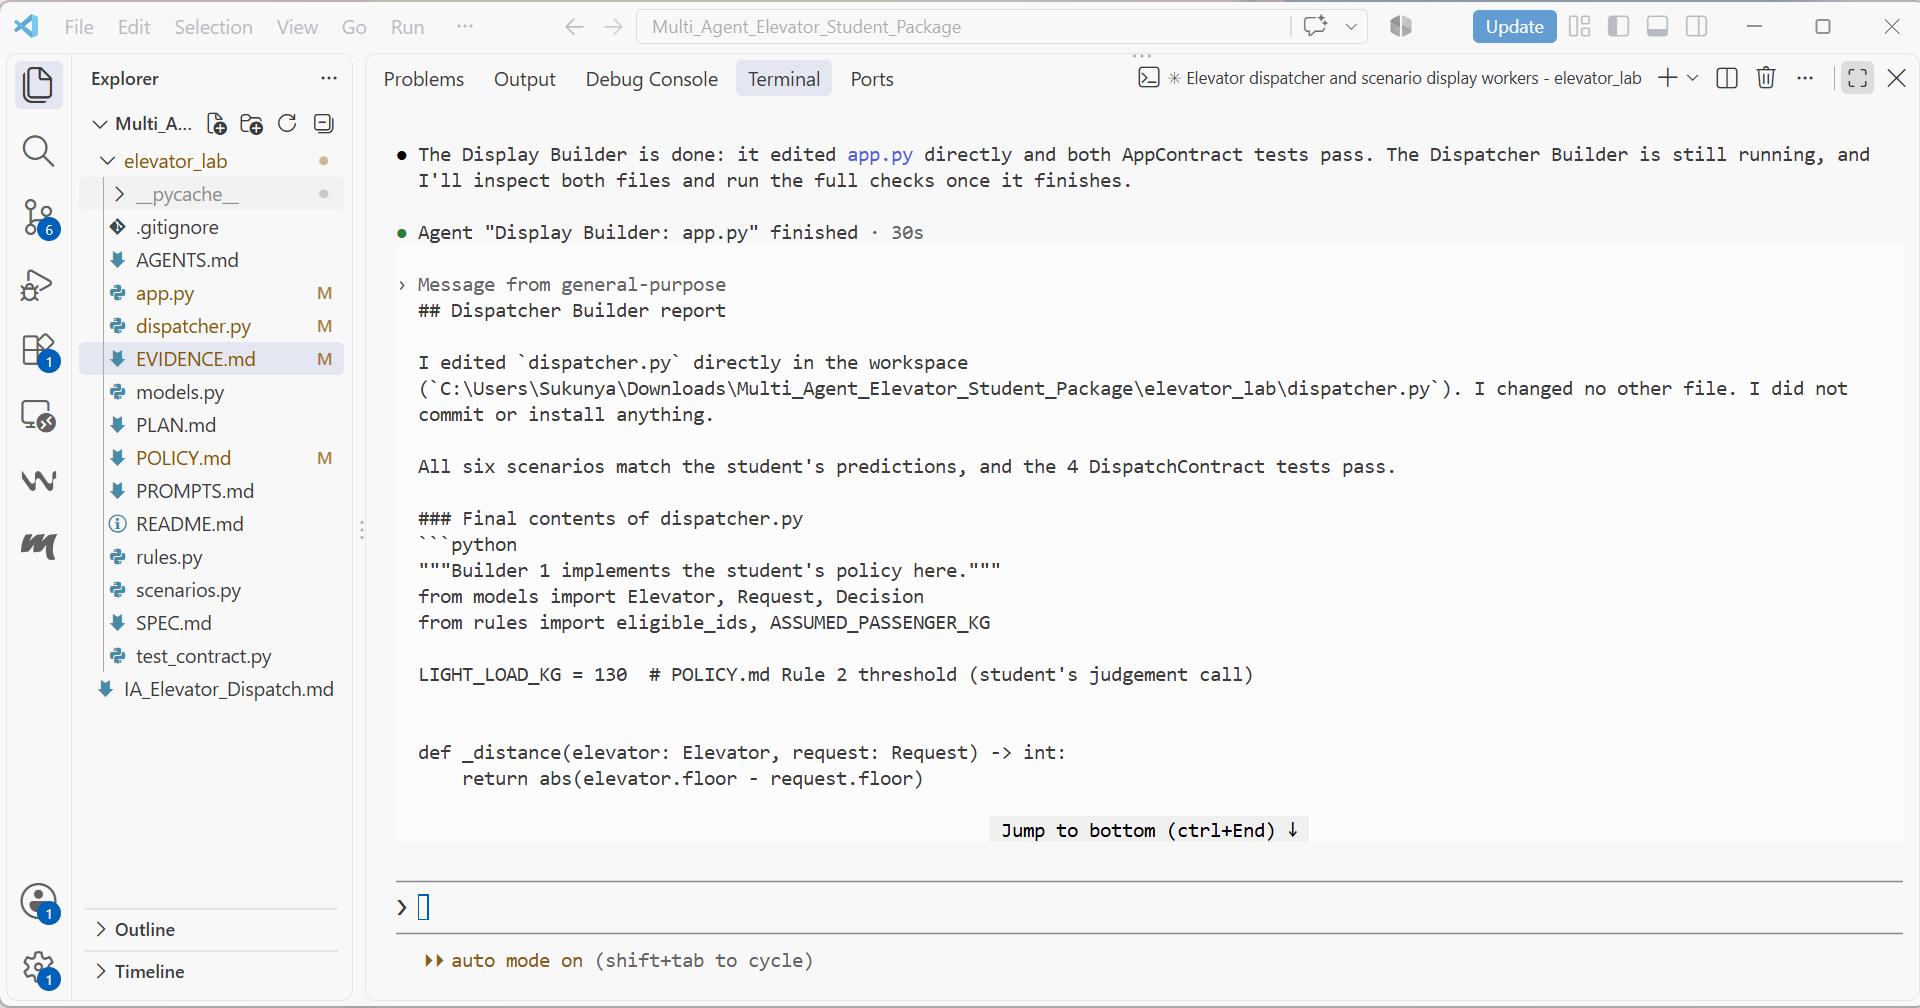 File Edit Selection View Go Run ··· Multi_Agent_Elevator_Student_Package Update
Explorer ···
Multi_A...
elevator_lab
__pycache__
.gitignore
AGENTS.md
app.py M
dispatcher.py M
EVIDENCE.md M
models.py
PLAN.md
POLICY.md M
PROMPTS.md
README.md
rules.py
scenarios.py
SPEC.md
test_contract.py
IA_Elevator_Dispatch.md
Outline
Timeline
6
1
1
1
Problems Output Debug Console Terminal Ports ✳ Elevator dispatcher and scenario display workers - elevator_lab
● The Display Builder is done: it edited app.py directly and both AppContract tests pass. The Dispatcher Builder is still running, and
I'll inspect both files and run the full checks once it finishes.
● Agent "Display Builder: app.py" finished · 30s
› Message from general-purpose
## Dispatcher Builder report
I edited `dispatcher.py` directly in the workspace
(`C:\Users\Sukunya\Downloads\Multi_Agent_Elevator_Student_Package\elevator_lab\dispatcher.py`). I changed no other file. I did not
commit or install anything.
All six scenarios match the student's predictions, and the 4 DispatchContract tests pass.
### Final contents of dispatcher.py
```python
"""Builder 1 implements the student's policy here."""
from models import Elevator, Request, Decision
from rules import eligible_ids, ASSUMED_PASSENGER_KG
LIGHT_LOAD_KG = 130  # POLICY.md Rule 2 threshold (student's judgement call)
def _distance(elevator: Elevator, request: Request) -> int:
    return abs(elevator.floor - request.floor)
Jump to bottom (ctrl+End) ↓
❯
⏵⏵ auto mode on (shift+tab to cycle)